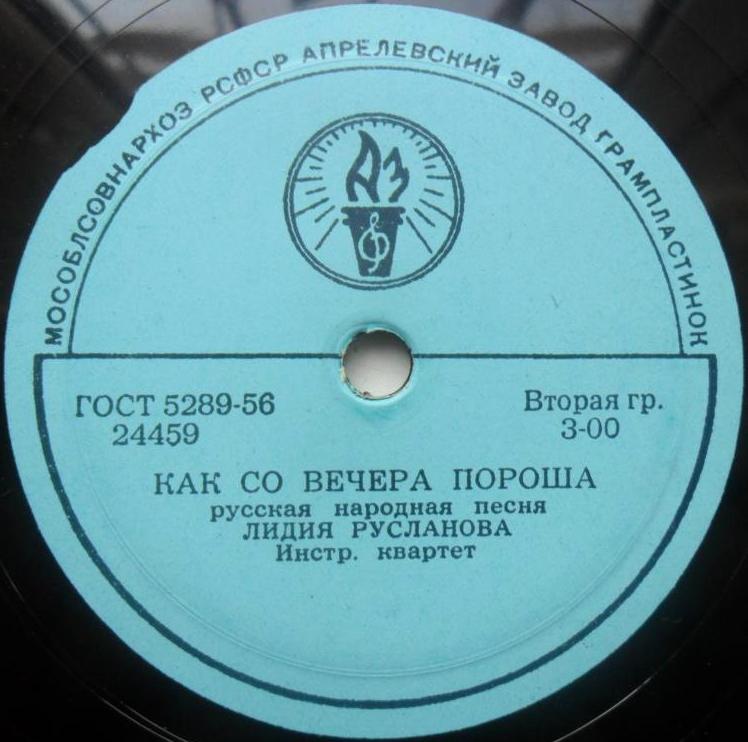 МОСОБЛСОВНАРХОЗ РСФСР АПРЕЛЕВСКИЙ ЗАВОД ГРАМПЛАСТИНОК
АЗ
ГОСТ 5289-56
24459
Вторая гр.
3-00
КАК СО ВЕЧЕРА ПОРОША
русская народная песня
ЛИДИЯ РУСЛАНОВА
Инстр. квартет